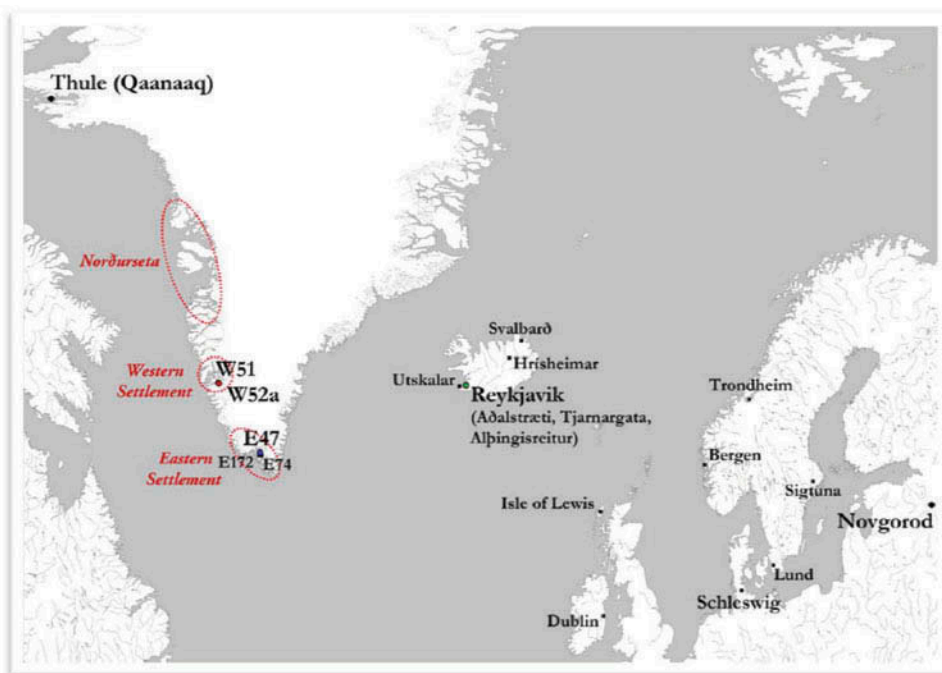 Thule (Qaanaaq)
Norðurseta
Western
Settlement
W51
W52a
Eastern
Settlement
E47
E172
E74
Svalbarð
Hrísheimar
Utskalar
Reykjavik
(Aðalstræti, Tjarnargata,
Alþingisreitur)
Trondheim
Bergen
Sigtuna
Isle of Lewis
Novgorod
Lund
Schleswig
Dublin